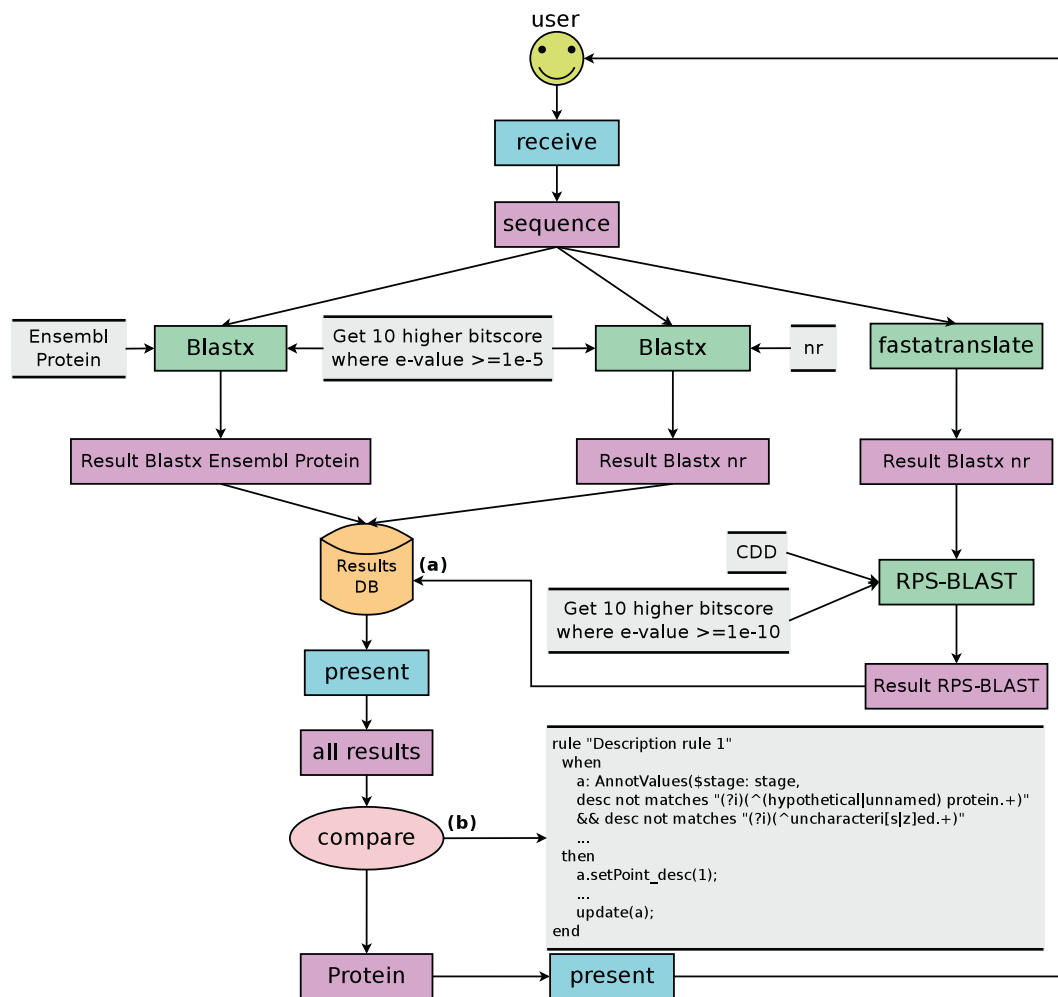 user
receive
sequence
Ensembl
Protein
Blastx
Get 10 higher bitscore
where e-value >=1e-5
Blastx
nr
fastatranslate
Result Blastx Ensembl Protein
Result Blastx nr
Result Blastx nr
Results
DB
(a)
CDD
RPS-BLAST
Get 10 higher bitscore
where e-value >=1e-10
present
Result RPS-BLAST
all results
compare
(b)
rule "Description rule 1"
when
a: AnnotValues($stage: stage,
desc not matches "(?i)(^(hypothetical|unnamed) protein.+)"
&& desc not matches "(?i)(^uncharacteri[s|z]ed.+)"
...
then
a.setPoint_desc(1);
...
update(a);
end
Protein
present